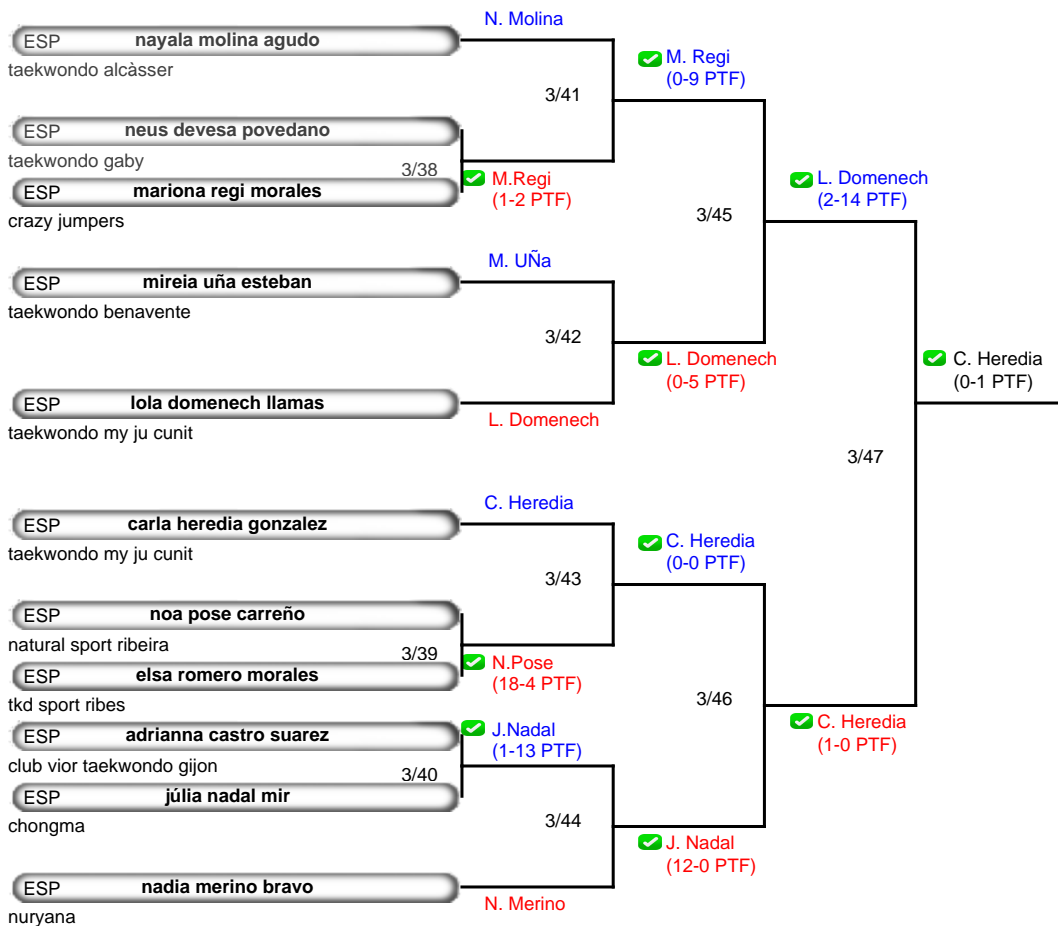 N. Molina
ESP nayala molina agudo
taekwondo alcàsser
M. Regi
(0-9 PTF)
3/41
ESP neus devesa povedano
taekwondo gaby
3/38
M.Regi
(1-2 PTF)
ESP mariona regi morales
crazy jumpers
L. Domenech
(2-14 PTF)
3/45
M. UÑa
ESP mireia uña esteban
taekwondo benavente
3/42
L. Domenech
(0-5 PTF)
C. Heredia
(0-1 PTF)
ESP lola domenech llamas
L. Domenech
taekwondo my ju cunit
3/47
C. Heredia
ESP carla heredia gonzalez
taekwondo my ju cunit
C. Heredia
(0-0 PTF)
3/43
ESP noa pose carreño
natural sport ribeira
3/39
N.Pose
(18-4 PTF)
ESP elsa romero morales
tkd sport ribes
3/46
C. Heredia
(1-0 PTF)
ESP adrianna castro suarez
J.Nadal
(1-13 PTF)
club vior taekwondo gijon
3/40
ESP júlia nadal mir
chongma
3/44
J. Nadal
(12-0 PTF)
ESP nadia merino bravo
N. Merino
nuryana